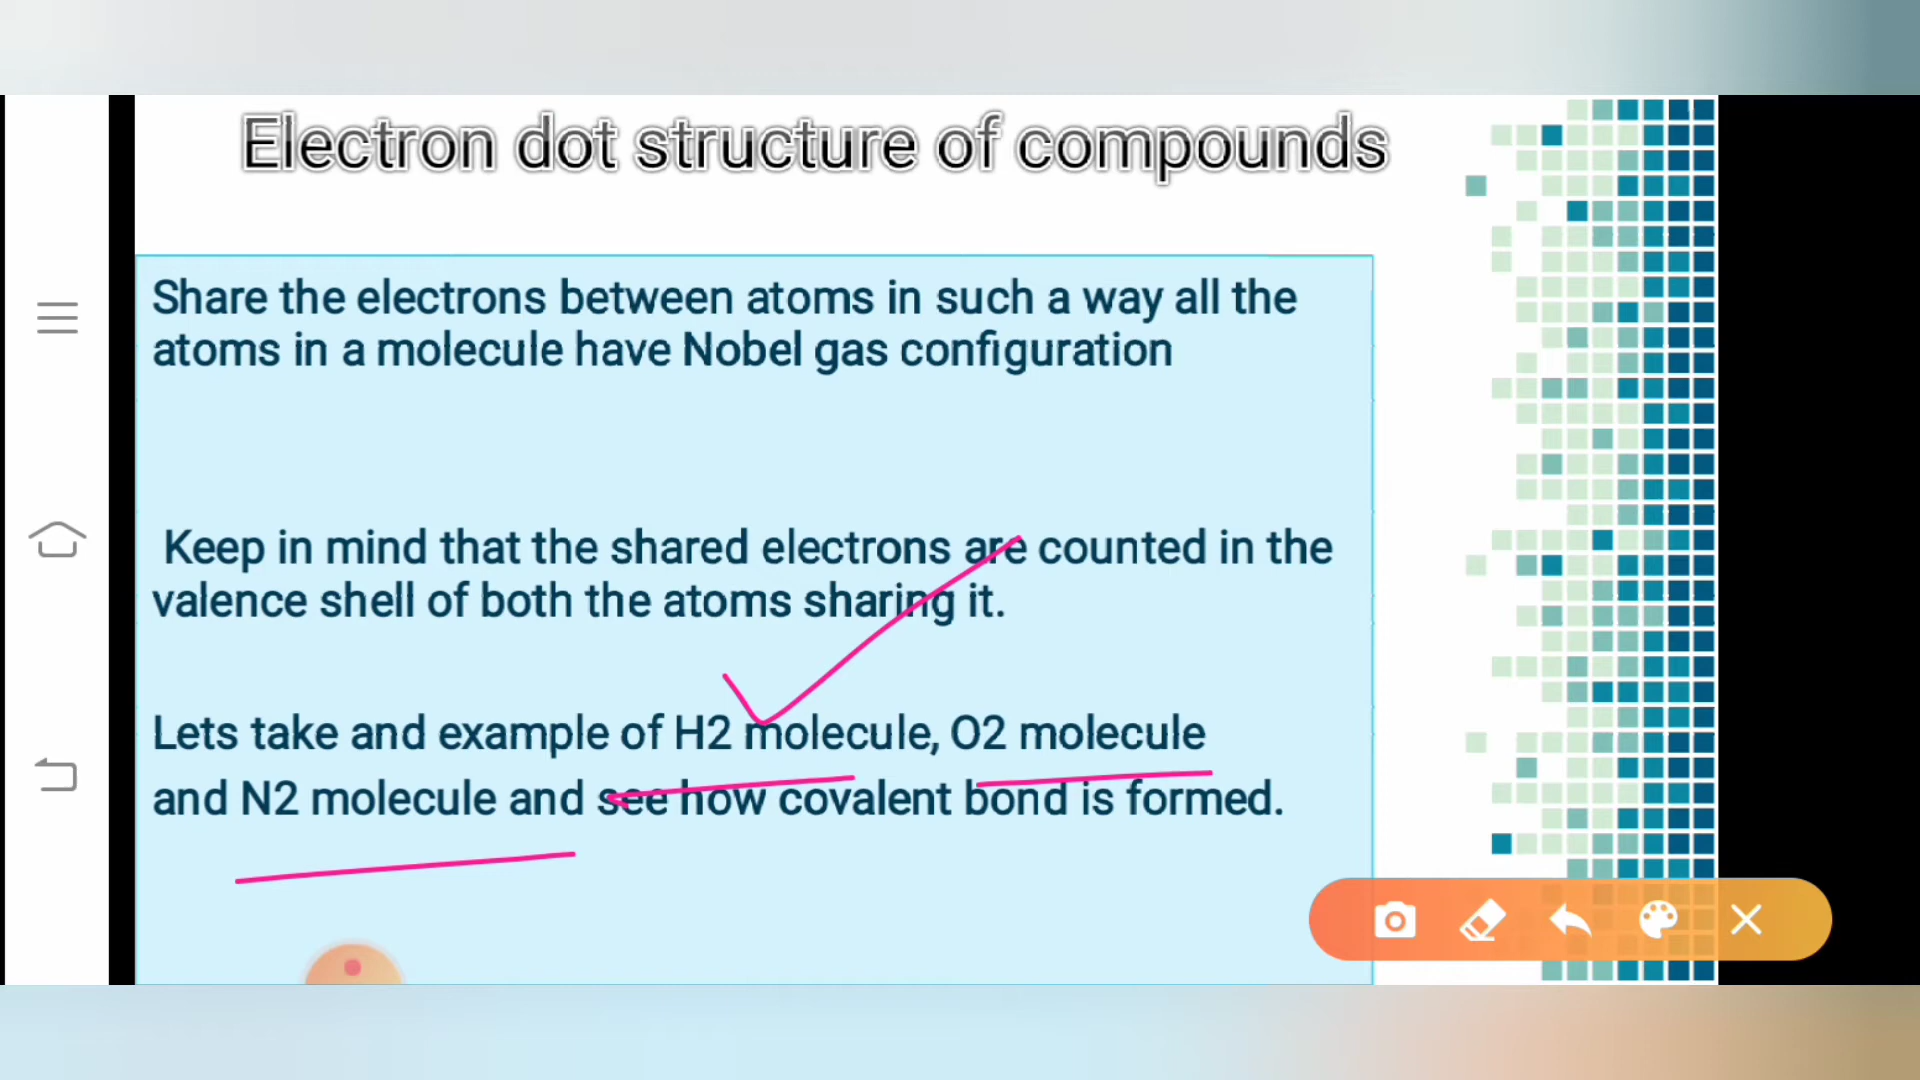 Electron dot structure of compounds
Share the electrons between atoms in such a way all the
atoms in a molecule have Nobel gas configuration
Keep in mind that the shared electrons are counted in the
valence shell of both the atoms sharing it.
Lets take and example of H2 molecule, O2 molecule
and N2 molecule and see how covalent bond is formed.